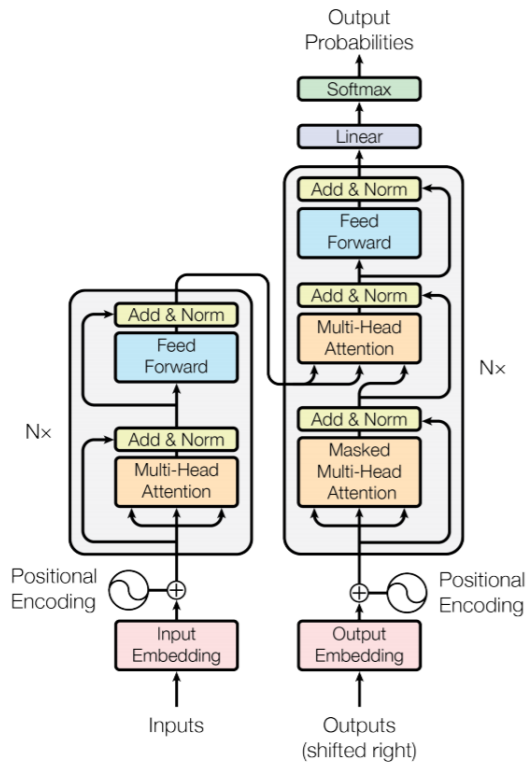 Output
Probabilities
Softmax
Linear
Add & Norm
Feed
Forward
Add & Norm
Multi-Head
Attention
Add & Norm
Masked
Multi-Head
Attention
Nx
Add & Norm
Feed
Forward
Add & Norm
Multi-Head
Attention
N×
Positional
Encoding
Positional
Encoding
Input
Embedding
Output
Embedding
Inputs
Outputs
(shifted right)